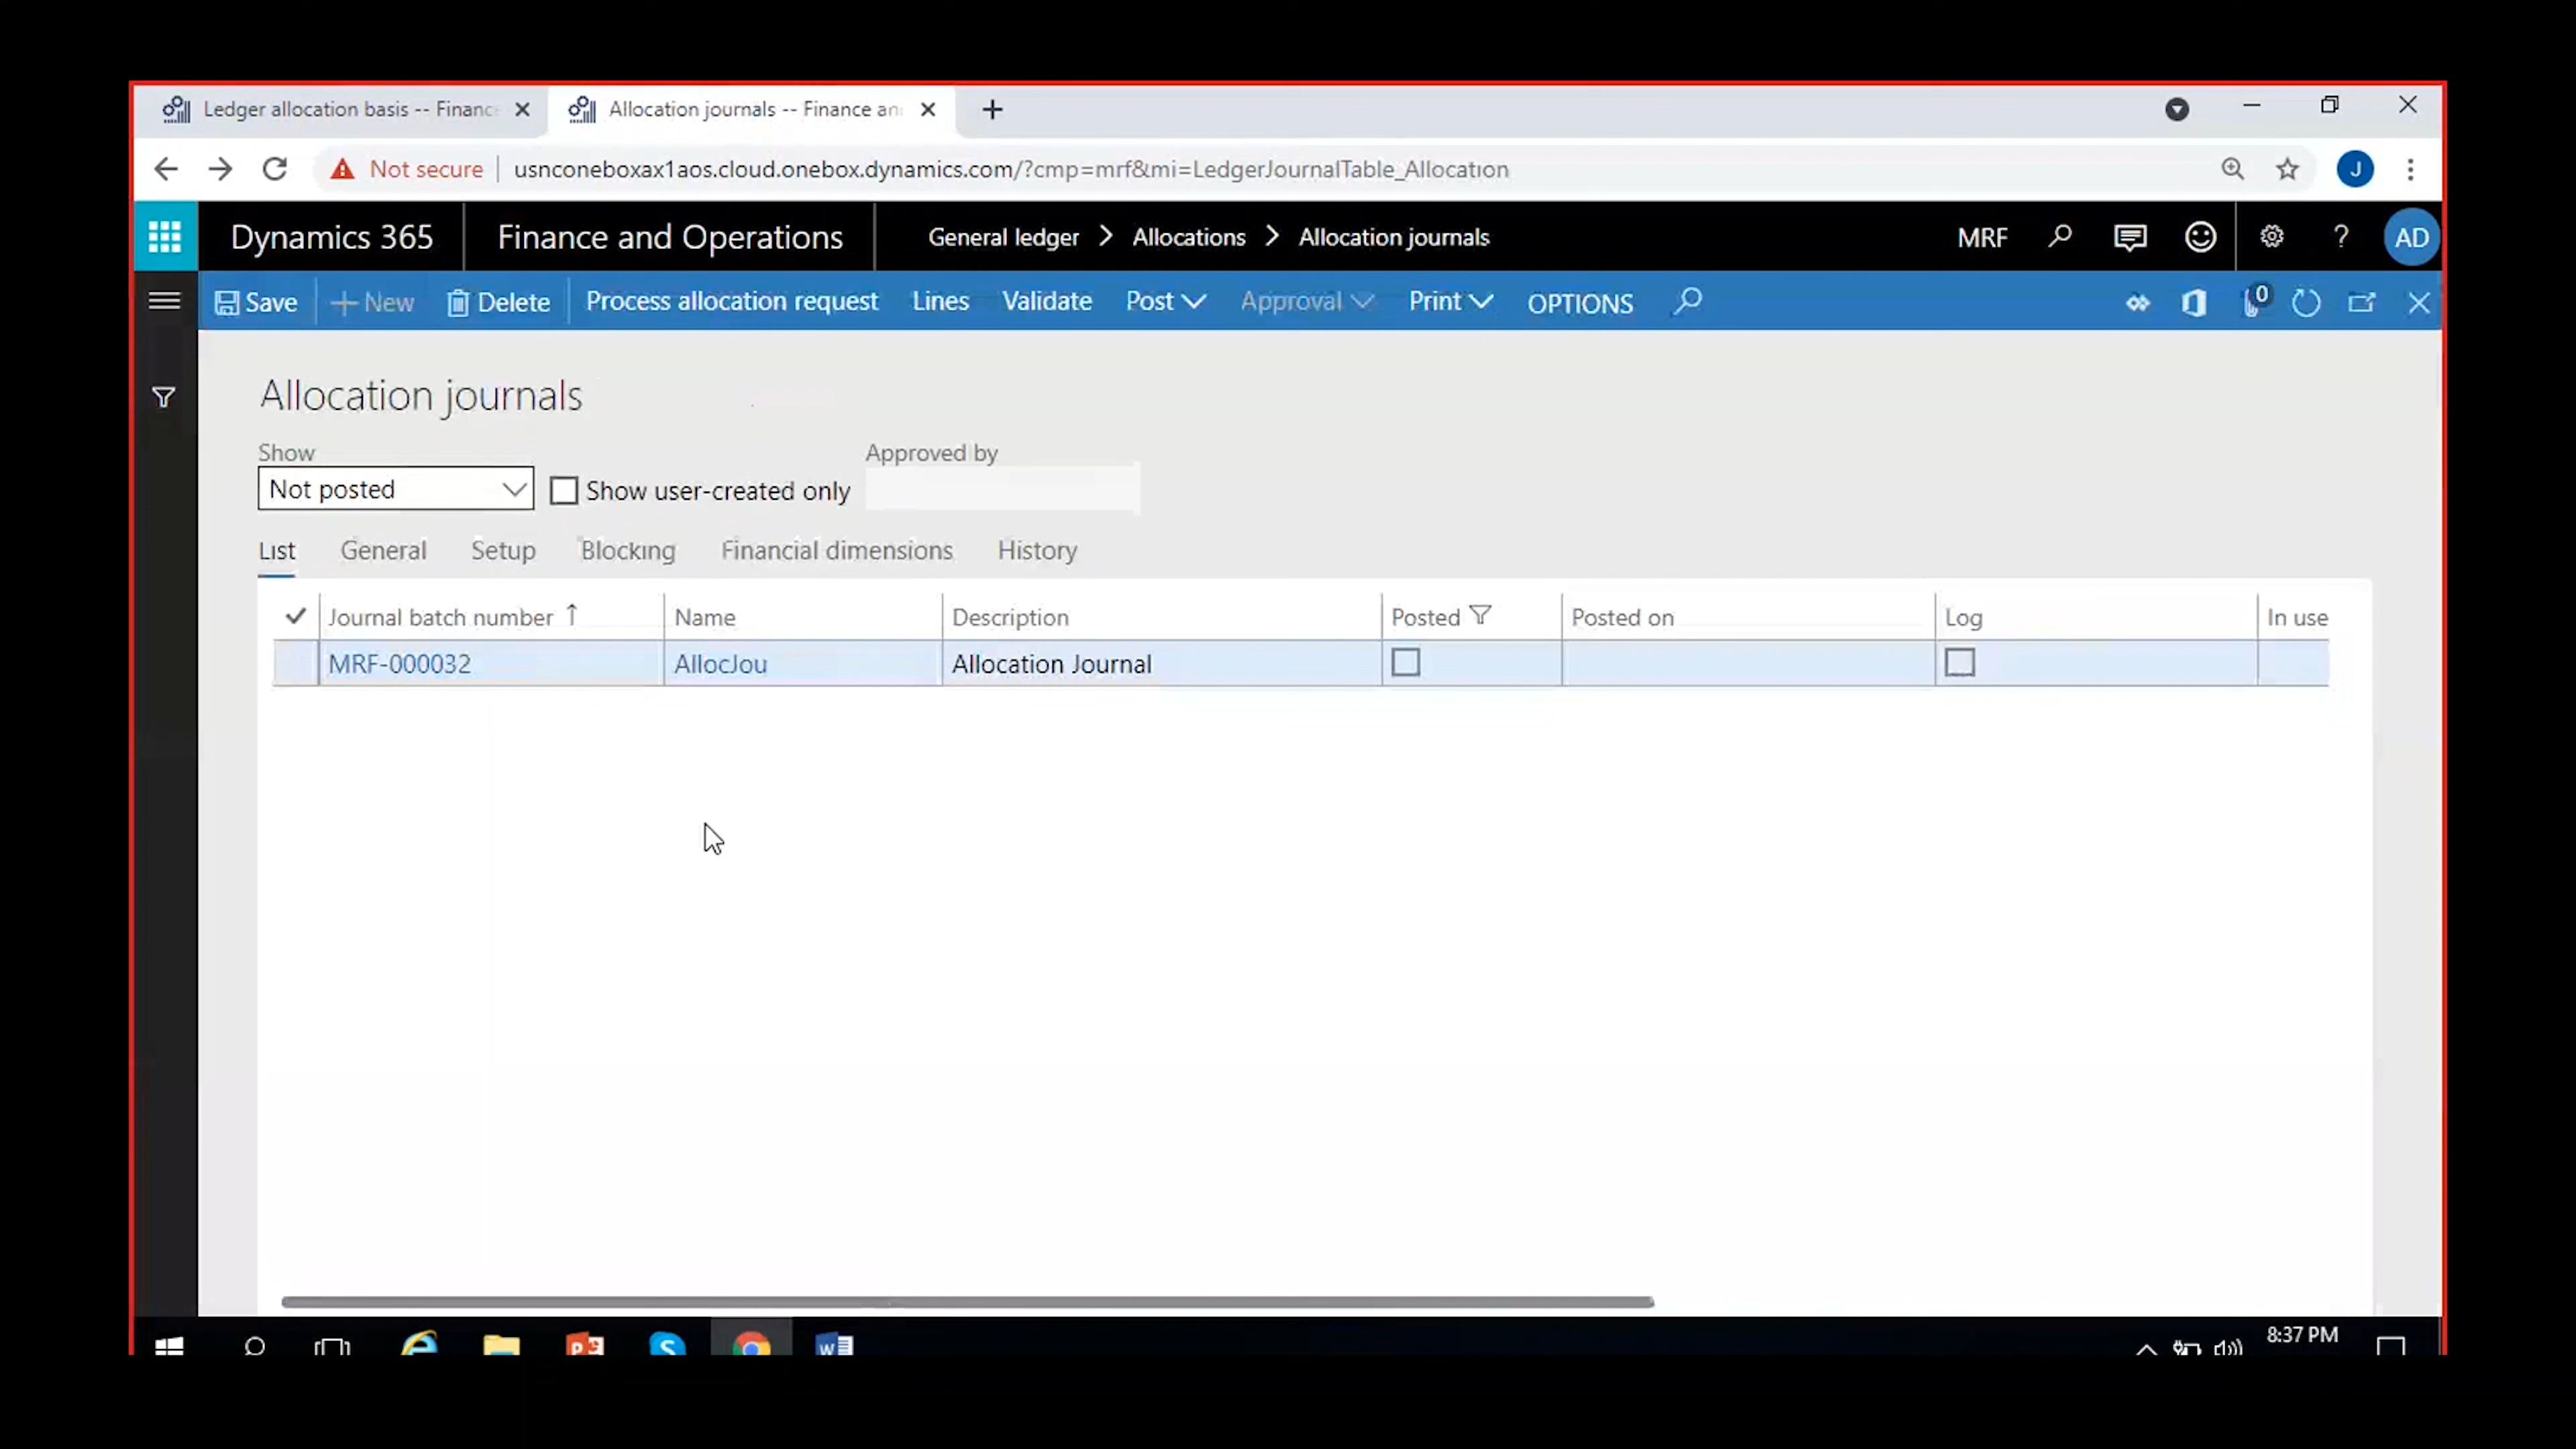 Ledger allocation basis -- Financ
Allocation journals -- Finance an
Not secure
usnconeboxax1aos.cloud.onebox.dynamics.com/?cmp=mrf&mi=LedgerJournalTable_Allocation
J
Dynamics 365
Finance and Operations
General ledger > Allocations > Allocation journals
MRF
?
AD
Save
+ New
Delete
Process allocation request
Lines
Validate
Post
Approval
Print
OPTIONS
0
Allocation journals
Show
Approved by
Not posted
Show user-created only
List
General
Setup
Blocking
Financial dimensions
History
Journal batch number
Name
Description
Posted
Posted on
Log
In use
MRF-000032
AllocJou
Allocation Journal
8:37 PM